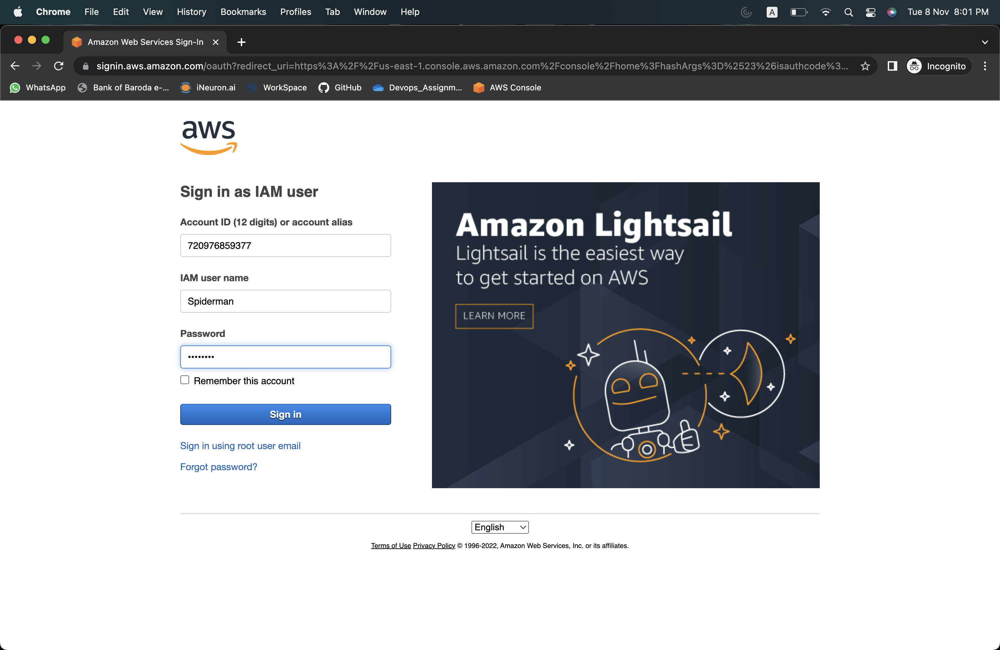 Chrome File Edit View History Bookmarks Profiles Tab Window Help A Tue 8 Nov 8:01 PM
Amazon Web Services Sign-In
signin.aws.amazon.com/oauth?redirect_uri=https%3A%2F%2Fus-east-1.console.aws.amazon.com%2Fconsole%2Fhome%3FhashArgs%3D%2523%26isauthcode%3... Incognito
WhatsApp Bank of Baroda e-... iNeuron.ai WorkSpace GitHub Devops_Assignm... AWS Console
aws
Sign in as IAM user
Account ID (12 digits) or account alias
720976859377
IAM user name
Spiderman
Password
••••••••
Remember this account
Sign in
Sign in using root user email
Forgot password?
Amazon Lightsail
Lightsail is the easiest way
to get started on AWS
LEARN MORE
English
Terms of Use Privacy Policy © 1996-2022, Amazon Web Services, Inc. or its affiliates.